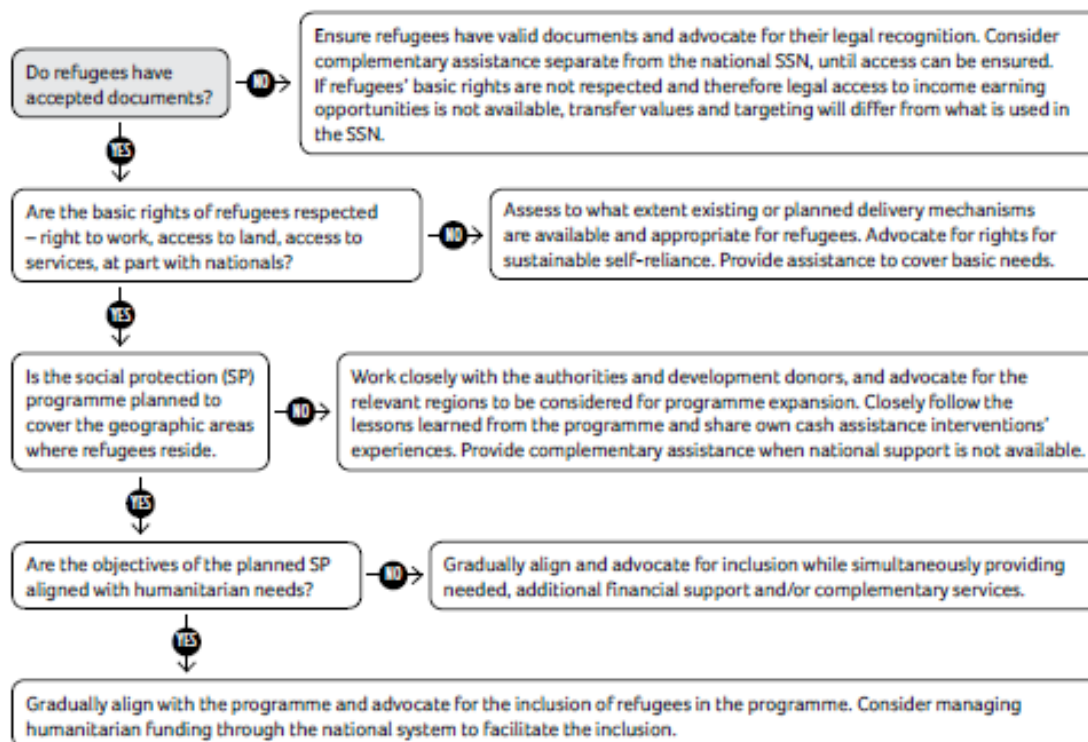 Do refugees have
accepted documents?
NO
Ensure refugees have valid documents and advocate for their legal recognition. Consider
complementary assistance separate from the national SSN, until access can be ensured.
If refugees' basic rights are not respected and therefore legal access to income earning
opportunities is not available, transfer values and targeting will differ from what is used in
the SSN.
YES
Are the basic rights of refugees respected
– right to work, access to land, access to
services, at part with nationals?
NO
Assess to what extent existing or planned delivery mechanisms
are available and appropriate for refugees. Advocate for rights for
sustainable self-reliance. Provide assistance to cover basic needs.
YES
Is the social protection (SP)
programme planned to
cover the geographic areas
where refugees reside.
NO
Work closely with the authorities and development donors, and advocate for the
relevant regions to be considered for programme expansion. Closely follow the
lessons learned from the programme and share own cash assistance interventions'
experiences. Provide complementary assistance when national support is not available.
YES
Are the objectives of the planned SP
aligned with humanitarian needs?
NO
Gradually align and advocate for inclusion while simultaneously providing
needed, additional financial support and/or complementary services.
YES
Gradually align with the programme and advocate for the inclusion of refugees in the programme. Consider managing
humanitarian funding through the national system to facilitate the inclusion.